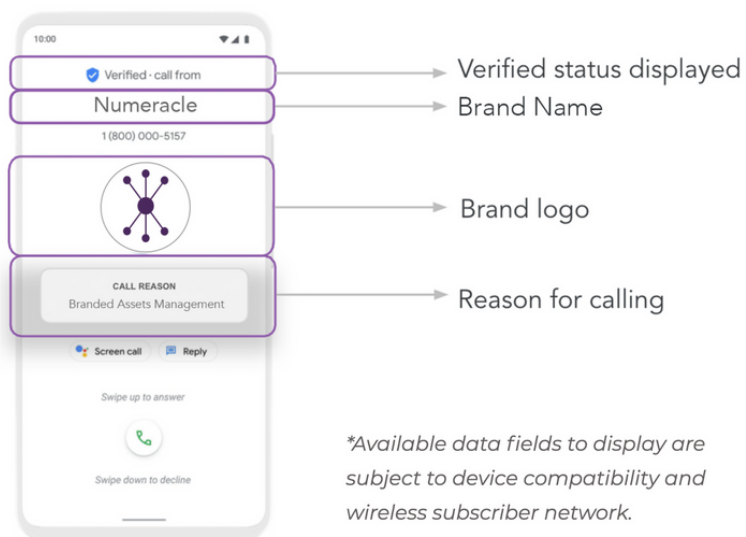 10:00
Verified · call from
Numeracle
1 (800) 000-5157
CALL REASON
Branded Assets Management
Screen call
Reply
Swipe up to answer
Swipe down to decline
Verified status displayed
Brand Name
Brand logo
Reason for calling
*Available data fields to display are
subject to device compatibility and
wireless subscriber network.